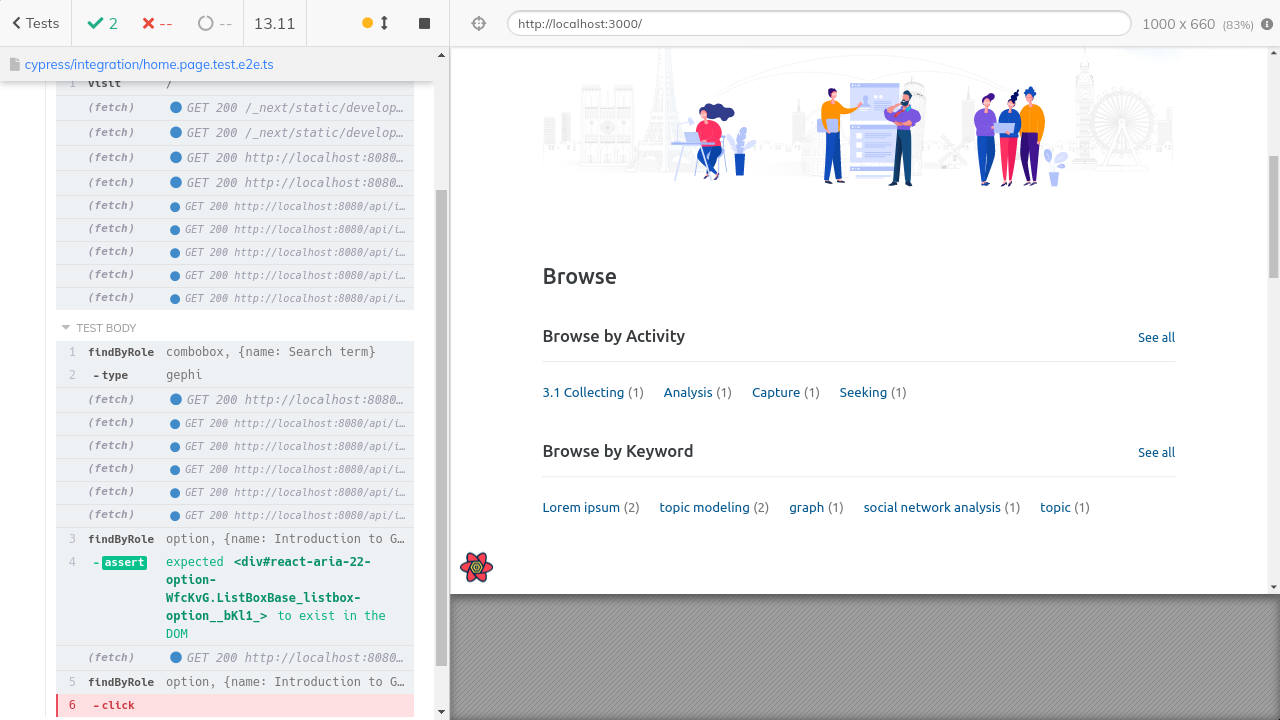 Tests
2
--
--
13.11
cypress/integration/home.page.test.e2e.ts
1 visit /
(fetch) GET 200 /_next/static/develop…
(fetch) GET 200 /_next/static/develop…
(fetch) GET 200 http://localhost:8080…
(fetch) GET 200 http://localhost:8080…
(fetch) GET 200 http://localhost:8080/api/i…
(fetch) GET 200 http://localhost:8080/api/i…
(fetch) GET 200 http://localhost:8080/api/i…
(fetch) GET 200 http://localhost:8080/api/i…
(fetch) GET 200 http://localhost:8080/api/i…
TEST BODY
1 findByRole combobox, {name: Search term}
2 -type gephi
(fetch) GET 200 http://localhost:8080…
(fetch) GET 200 http://localhost:8080/api/i…
(fetch) GET 200 http://localhost:8080/api/i…
(fetch) GET 200 http://localhost:8080/api/i…
(fetch) GET 200 http://localhost:8080/api/i…
(fetch) GET 200 http://localhost:8080/api/i…
3 findByRole option, {name: Introduction to G…
4 -assert expected <div#react-aria-22-
option-
WfcKvG.ListBoxBase_listbox-
option__bKl1_> to exist in the
DOM
(fetch) GET 200 http://localhost:8080…
5 findByRole option, {name: Introduction to G…
6 -click
http://localhost:3000/
1000 x 660 (83%)
Browse
Browse by Activity
See all
3.1 Collecting (1) Analysis (1) Capture (1) Seeking (1)
Browse by Keyword
See all
Lorem ipsum (2) topic modeling (2) graph (1) social network analysis (1) topic (1)